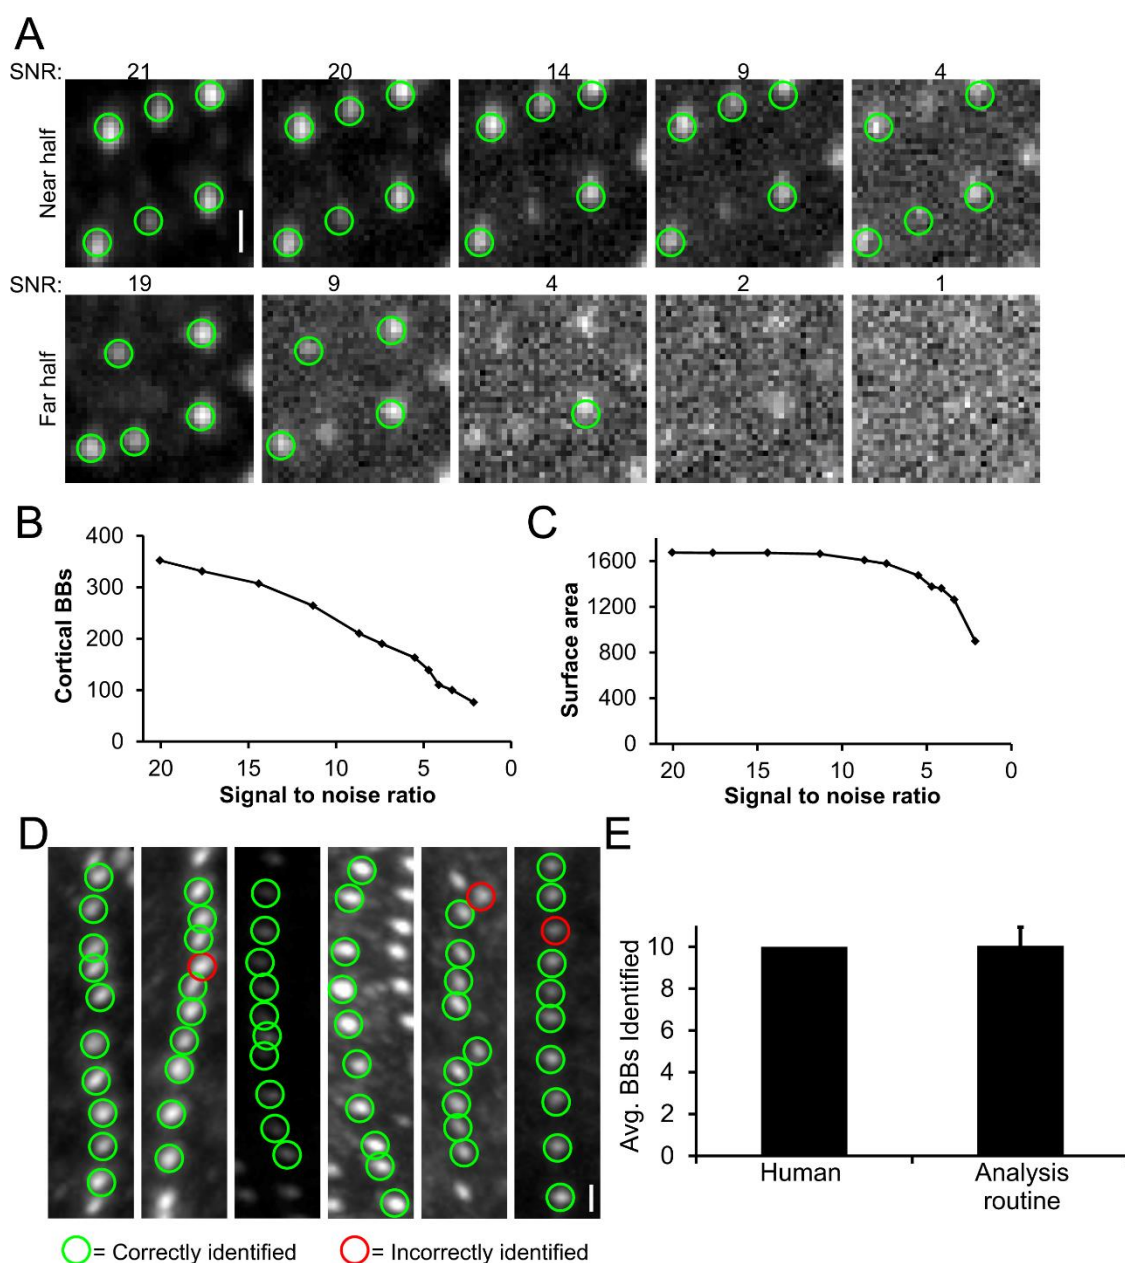 A
SNR: 21 20 14 9 4
Near half
SNR: 19 9 4 2 1
Far half
B
400
300
200
100
0
Cortical BBs
20 15 10 5 0
Signal to noise ratio
C
1600
1200
800
400
0
Surface area
20 15 10 5 0
Signal to noise ratio
D
= Correctly identified
= Incorrectly identified
E
10
8
6
4
2
0
Avg. BBs Identified
Human
Analysis
routine